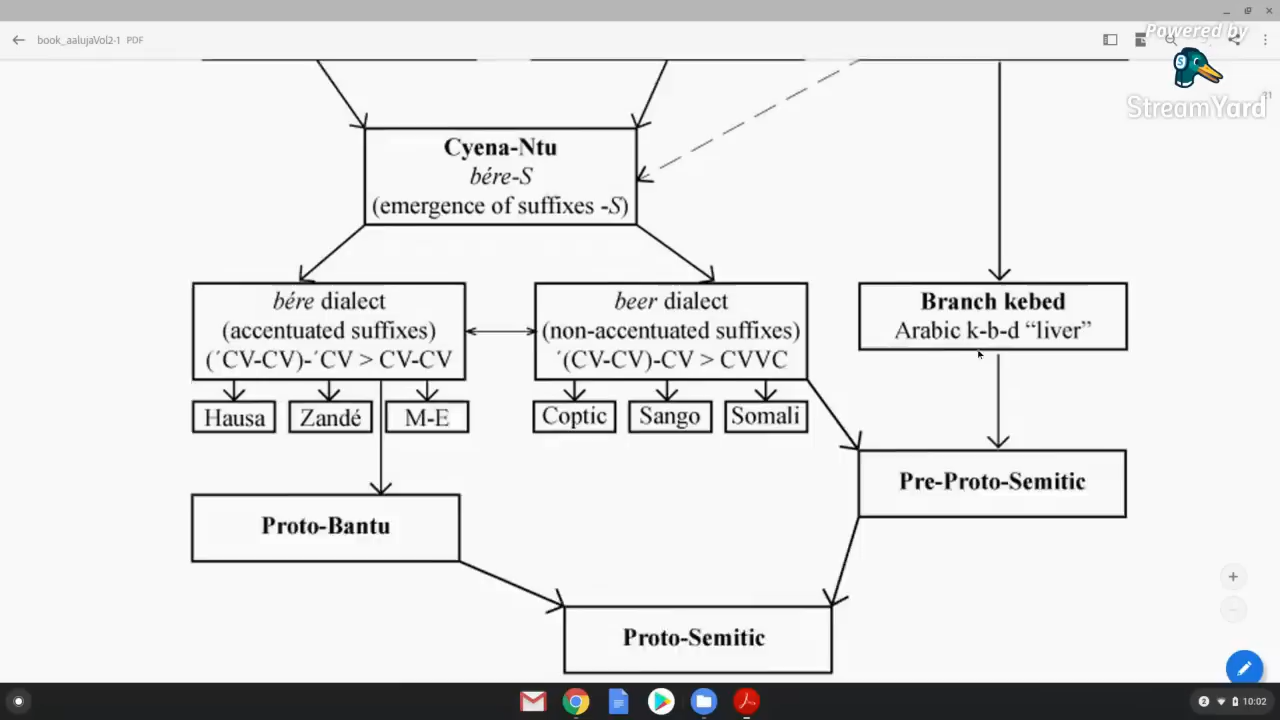 book_aalujaVol2-1 PDF
Powered by
StreamYard
Cyena-Ntu
bére-S
(emergence of suffixes -S)
bére dialect
(accentuated suffixes)
(´CV-CV)-´CV > CV-CV
beer dialect
(non-accentuated suffixes)
´(CV-CV)-CV > CVVC
Branch kebed
Arabic k-b-d “liver”
Hausa
Zandé
M-E
Coptic
Sango
Somali
Pre-Proto-Semitic
Proto-Bantu
Proto-Semitic
2
10:02